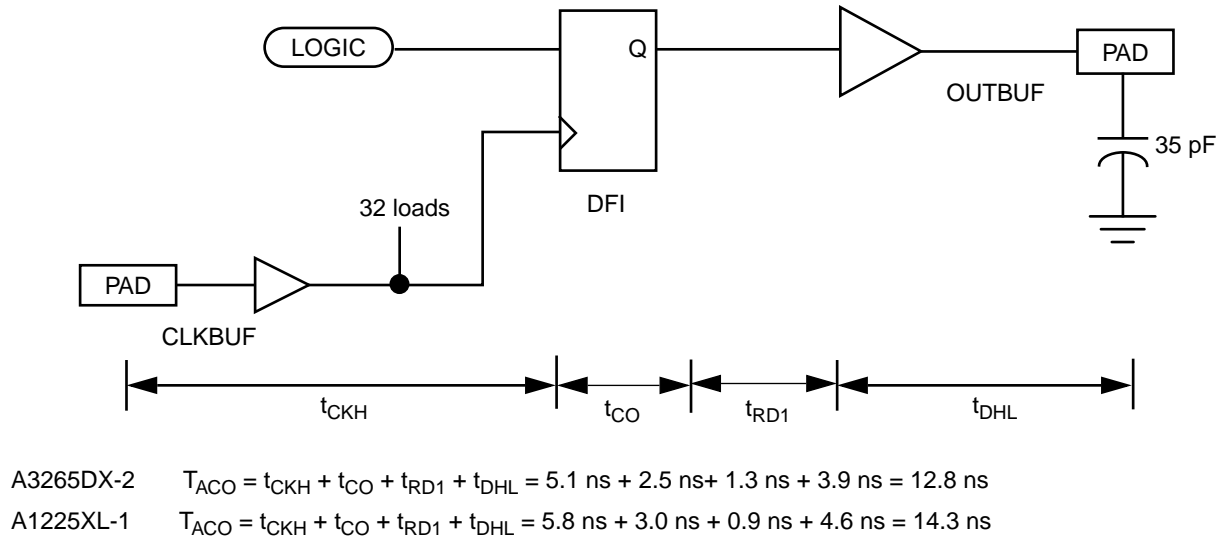 LOGIC
Q
PAD
OUTBUF
35 pF
DFI
32 loads
PAD
CLKBUF
tCKH
tCO
tRD1
tDHL
A3265DX-2 TACO = tCKH + tCO + tRD1 + tDHL = 5.1 ns + 2.5 ns+ 1.3 ns + 3.9 ns = 12.8 ns
A1225XL-1 TACO = tCKH + tCO + tRD1 + tDHL = 5.8 ns + 3.0 ns + 0.9 ns + 4.6 ns = 14.3 ns